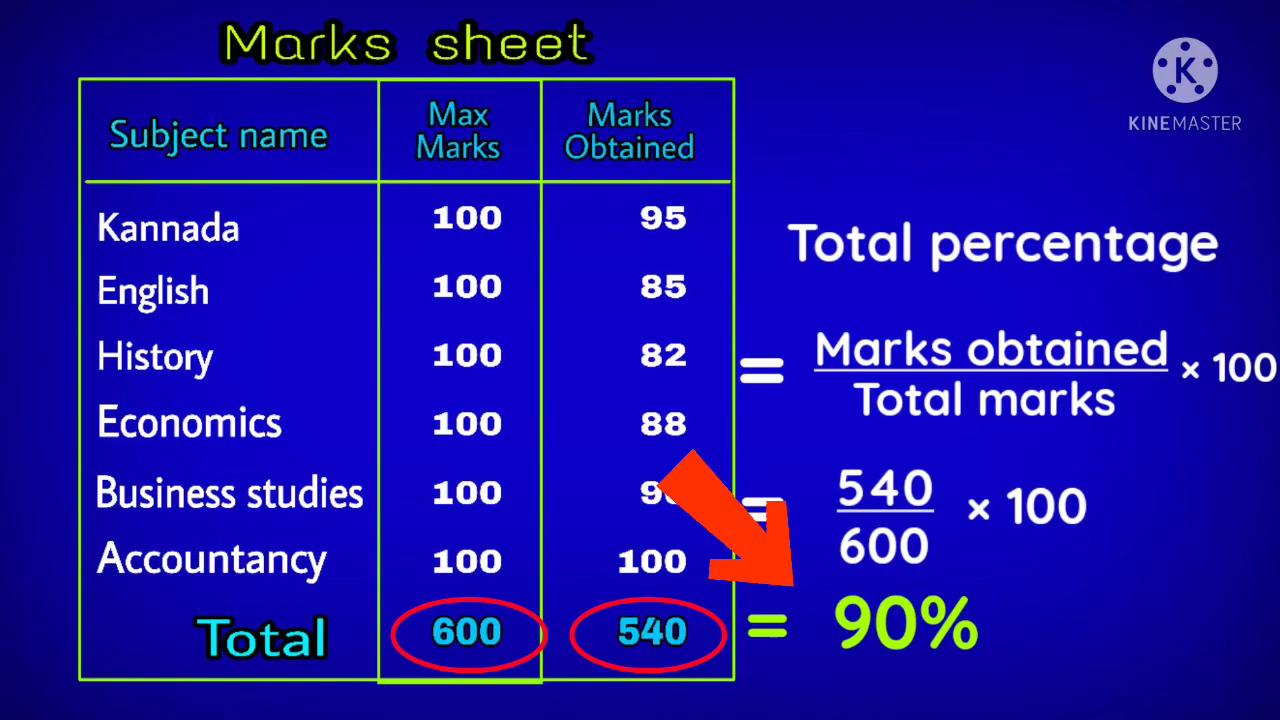 Marks sheet
Subject name
Max
Marks
Marks
Obtained
Kannada 100 95
English 100 85
History 100 82
Economics 100 88
Business studies 100
Accountancy 100 100
Total 600 540
K
KINEMASTER
Total percentage
= Marks obtained
Total marks
× 100
= 540
600
× 100
= 90%